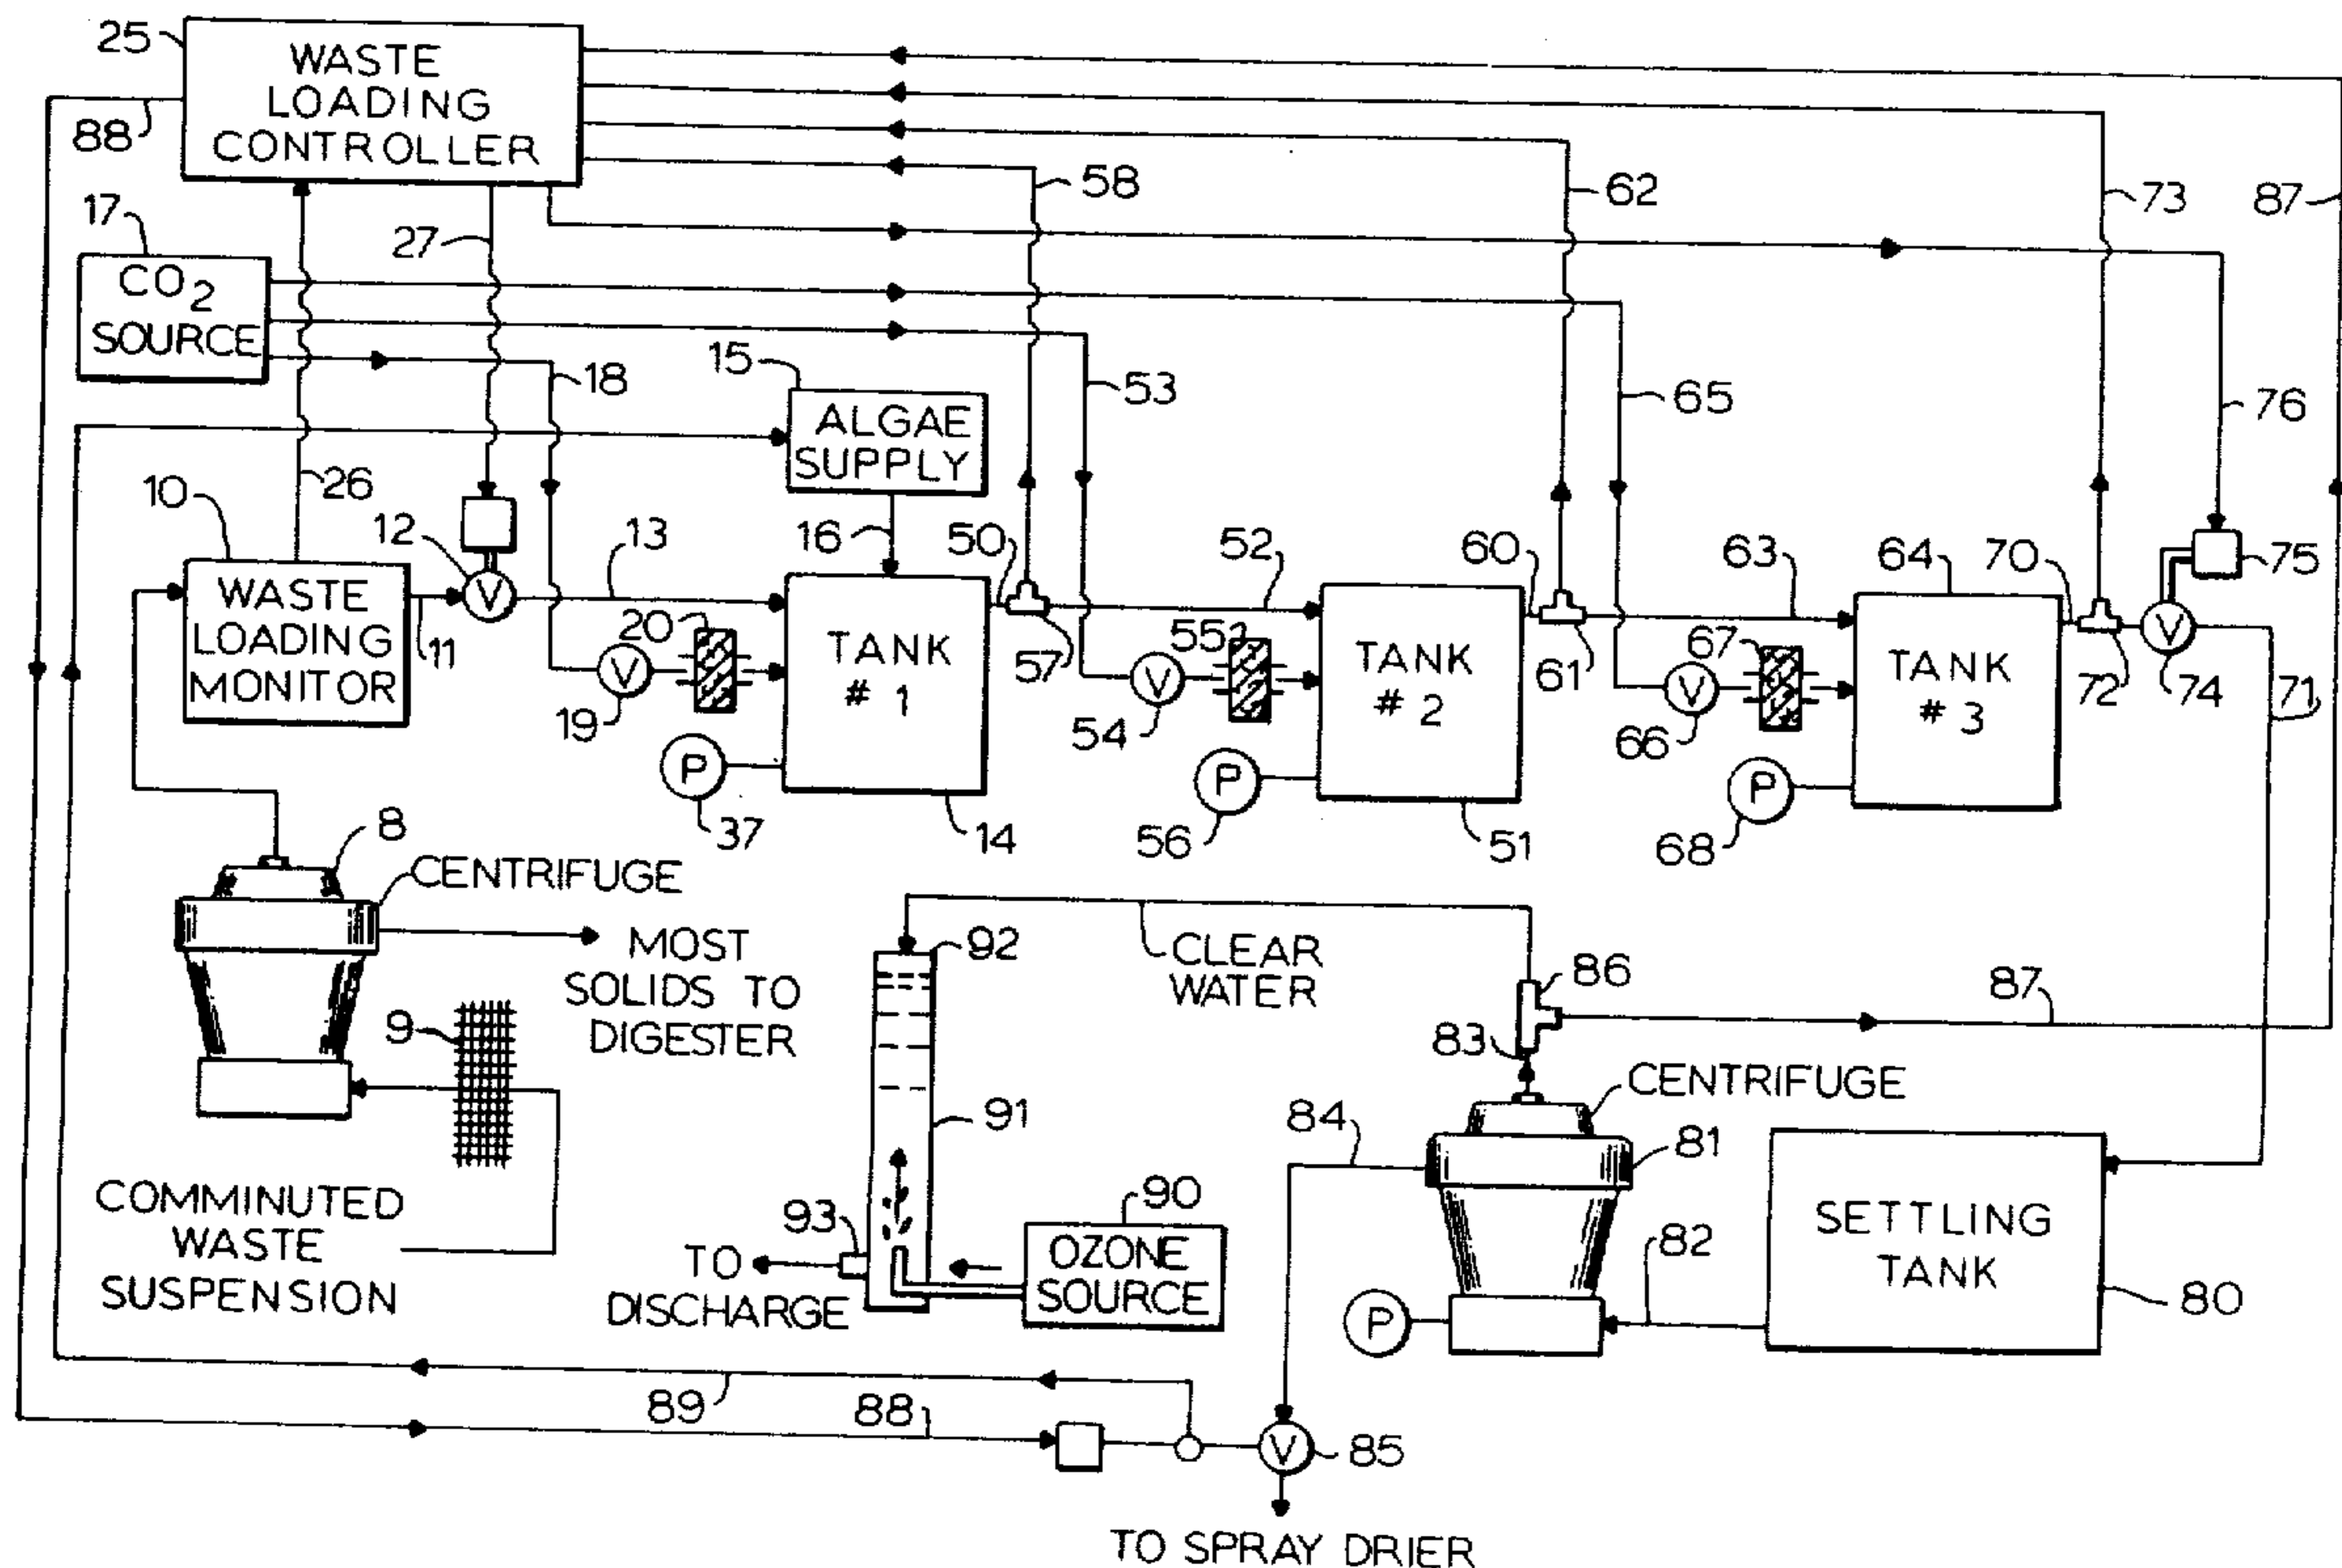 25
WASTE
LOADING
CONTROLLER
88
58
62
73
87
17
CO2
SOURCE
27
18
15
ALGAE
SUPPLY
53
65
76
10
26
12
13
16
50
52
60
63
64
70
75
WASTE
LOADING
MONITOR
11
V
20
TANK
# 1
57
55
TANK
# 2
61
67
TANK
# 3
72
V
74
71
V
19
V
54
V
66
P
37
14
P
56
51
P
68
8
CENTRIFUGE
MOST
SOLIDS TO
DIGESTER
9
92
CLEAR
WATER
86
87
83
CENTRIFUGE
91
84
81
COMMINUTED
WASTE
SUSPENSION
93
TO
DISCHARGE
90
OZONE
SOURCE
82
SETTLING
TANK
80
P
89
88
V
85
TO SPRAY DRIER